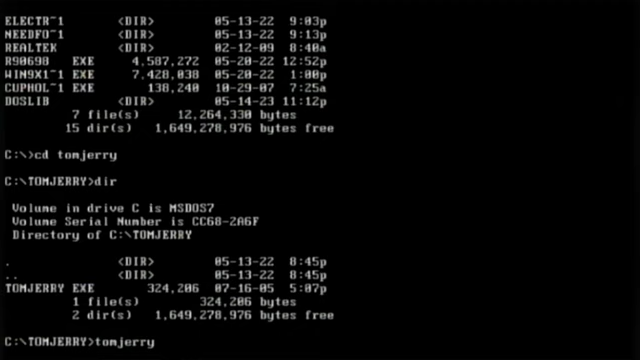 ELECTR~1 <DIR> 05-13-22 9:03p
NEEDFO~1 <DIR> 05-13-22 9:13p
REALTEK <DIR> 02-12-09 8:40a
R90698 EXE 4,587,272 05-20-22 12:52p
WIN9X1~1 EXE 7,428,038 05-20-22 1:00p
CUPHOL~1 EXE 138,240 10-29-07 7:25a
DOSLIB <DIR> 05-14-23 11:12p
7 file(s) 12,264,330 bytes
15 dir(s) 1,649,278,976 bytes free
C:\>cd tomjerry
C:\TOMJERRY>dir
Volume in drive C is MSDOS7
Volume Serial Number is CC68-2A6F
Directory of C:\TOMJERRY
. <DIR> 05-13-22 8:45p
.. <DIR> 05-13-22 8:45p
TOMJERRY EXE 324,206 07-16-05 5:07p
1 file(s) 324,206 bytes
2 dir(s) 1,649,278,976 bytes free
C:\TOMJERRY>tomjerry